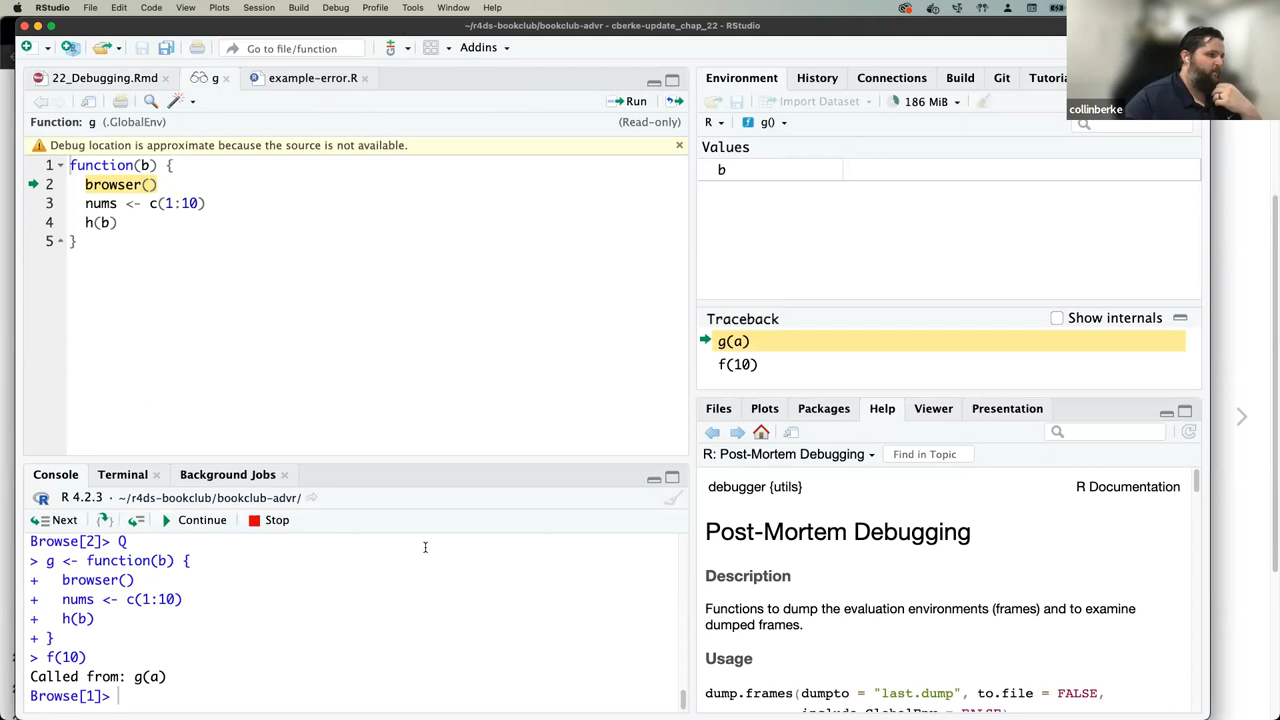 RStudio File Edit Code View Plots Session Build Debug Profile Tools Window Help
~/r4ds-bookclub/bookclub-advr - cberke-update_chap_22 - RStudio
Go to file/function Addins
22_Debugging.Rmd g example-error.R
Run
Function: g (.GlobalEnv) (Read-only)
Debug location is approximate because the source is not available.
1 function(b) {
2 browser()
3 nums <- c(1:10)
4 h(b)
5 }
Console Terminal Background Jobs
R 4.2.3 · ~/r4ds-bookclub/bookclub-advr/
Next Continue Stop
Browse[2]> Q
> g <- function(b) {
+ browser()
+ nums <- c(1:10)
+ h(b)
+ }
> f(10)
Called from: g(a)
Browse[1]>
Environment History Connections Build Git Tutoria
Import Dataset 186 MiB
R g()
Values
b
Traceback Show internals
g(a)
f(10)
Files Plots Packages Help Viewer Presentation
R: Post-Mortem Debugging Find in Topic
debugger {utils} R Documentation
Post-Mortem Debugging
Description
Functions to dump the evaluation environments (frames) and to examine
dumped frames.
Usage
dump.frames(dumpto = "last.dump", to.file = FALSE,
include.GlobalEnv = FALSE)
collinberke